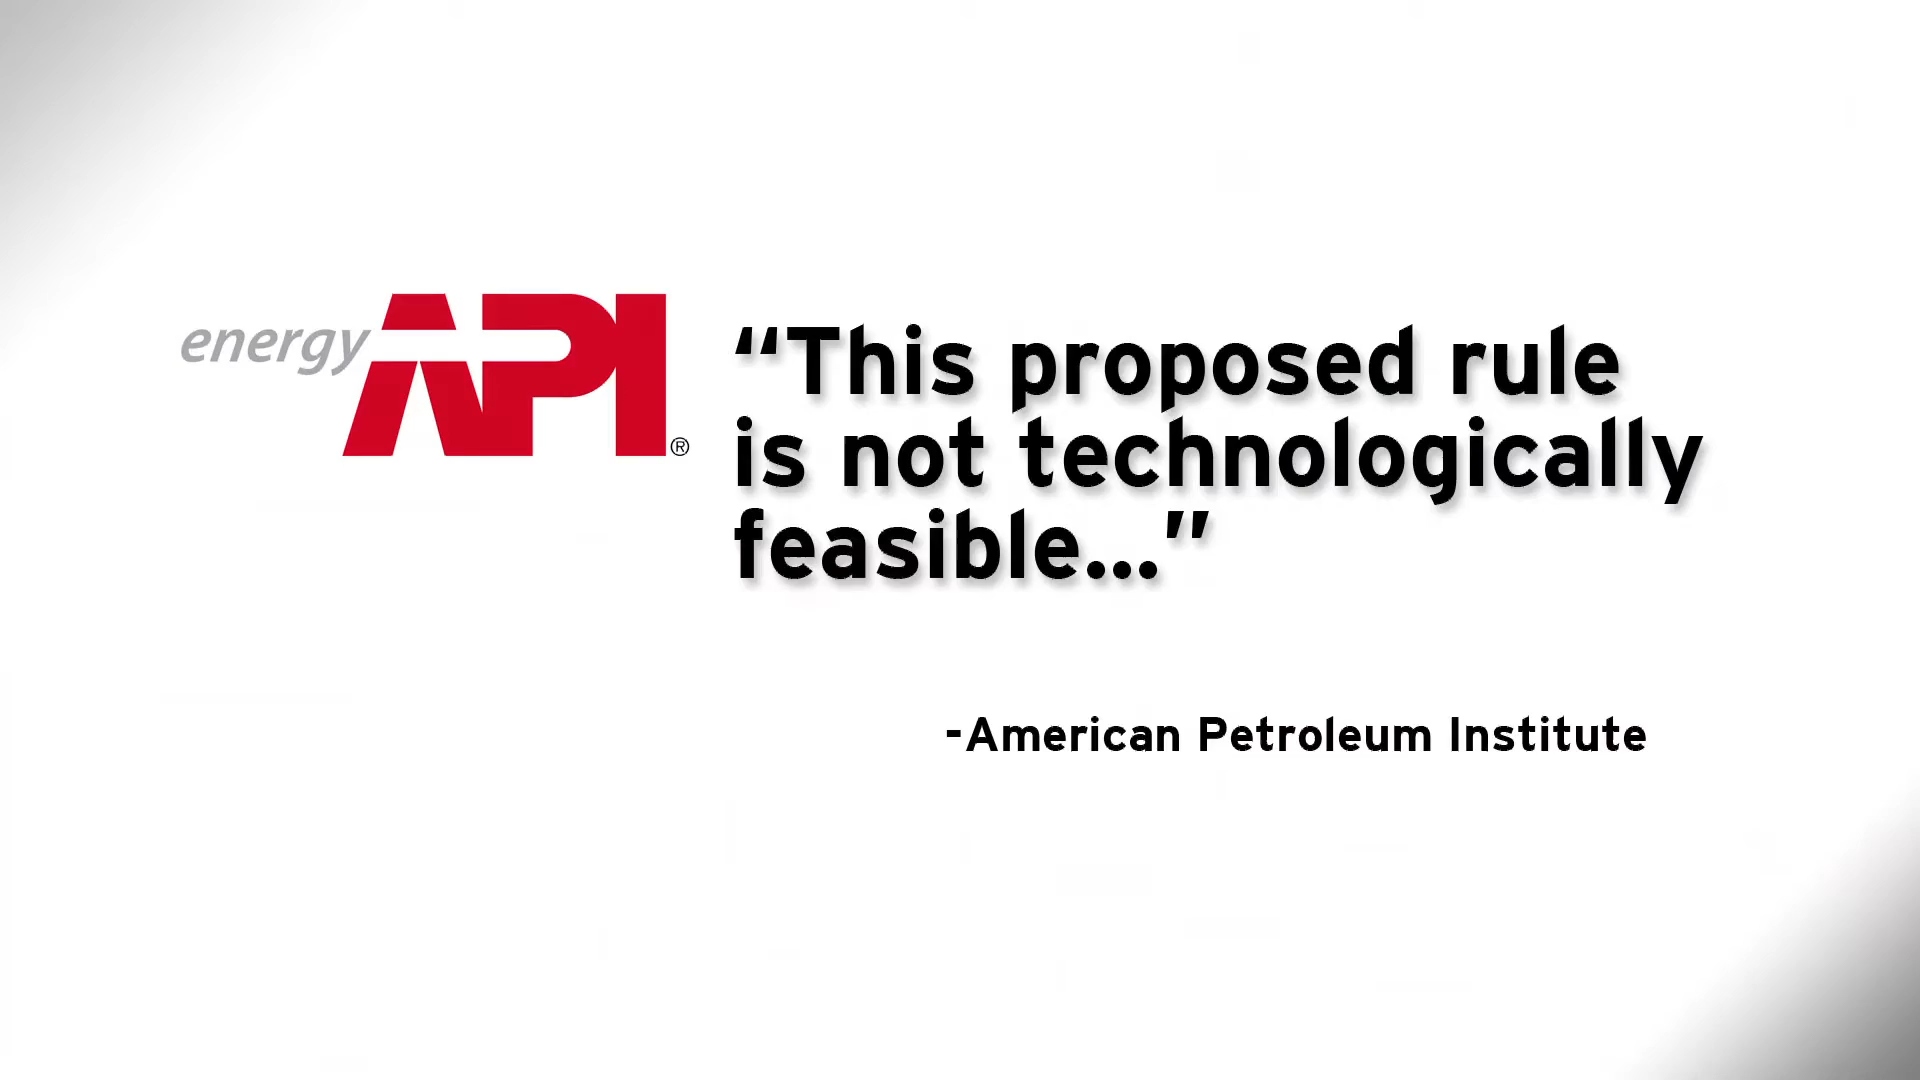 energy API®
“This proposed rule
is not technologically
feasible...”
-American Petroleum Institute